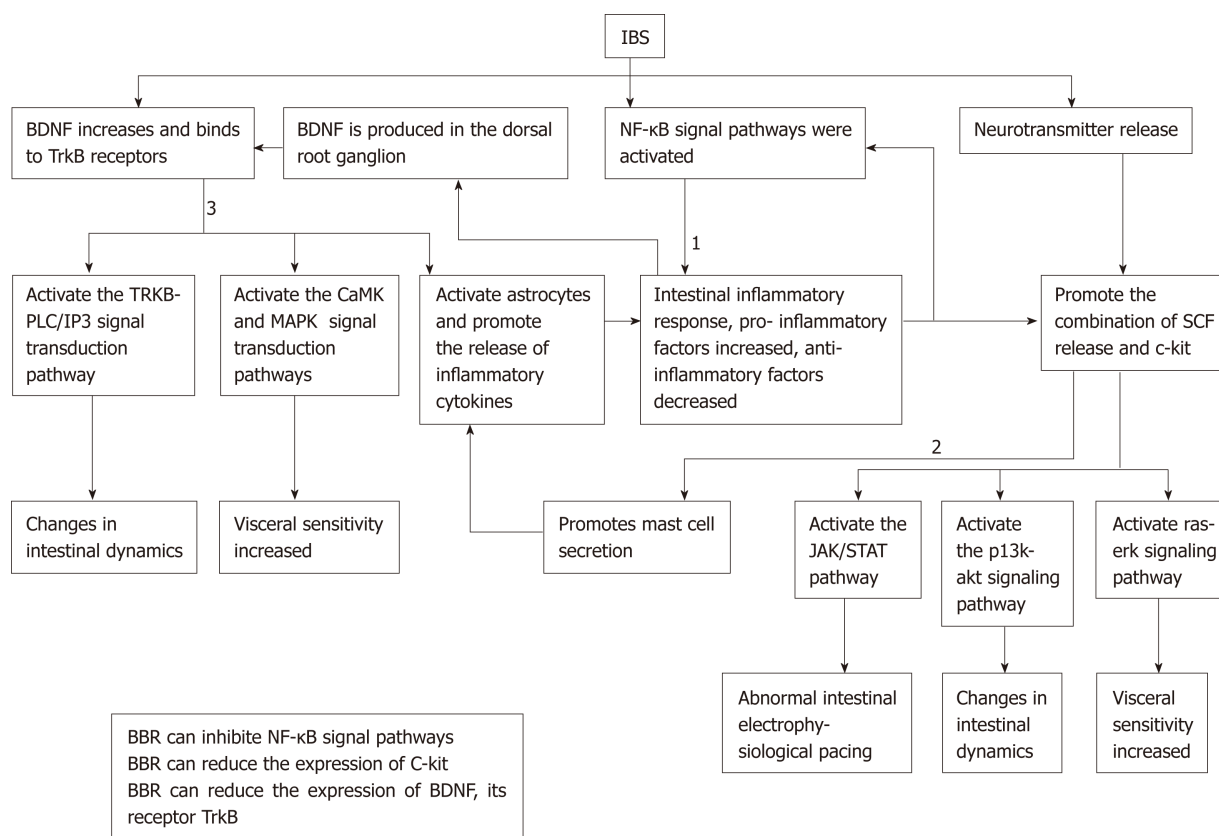 IBS
BDNF increases and binds
to TrkB receptors
BDNF is produced in the dorsal
root ganglion
NF-κB signal pathways were
activated
Neurotransmitter release
3
1
Activate the TRKB-
PLC/IP3 signal
transduction
pathway
Activate the CaMK
and MAPK signal
transduction
pathways
Activate astrocytes
and promote
the release of
inflammatory
cytokines
Intestinal inflammatory
response, pro- inflammatory
factors increased, anti-
inflammatory factors
decreased
Promote the
combination of SCF
release and c-kit
2
Changes in
intestinal dynamics
Visceral sensitivity
increased
Promotes mast cell
secretion
Activate the
JAK/STAT
pathway
Activate
the p13k-
akt signaling
pathway
Activate ras-
erk signaling
pathway
Abnormal intestinal
electrophy-
siological pacing
Changes in
intestinal
dynamics
Visceral
sensitivity
increased
BBR can inhibite NF-κB signal pathways
BBR can reduce the expression of C-kit
BBR can reduce the expression of BDNF, its
receptor TrkB